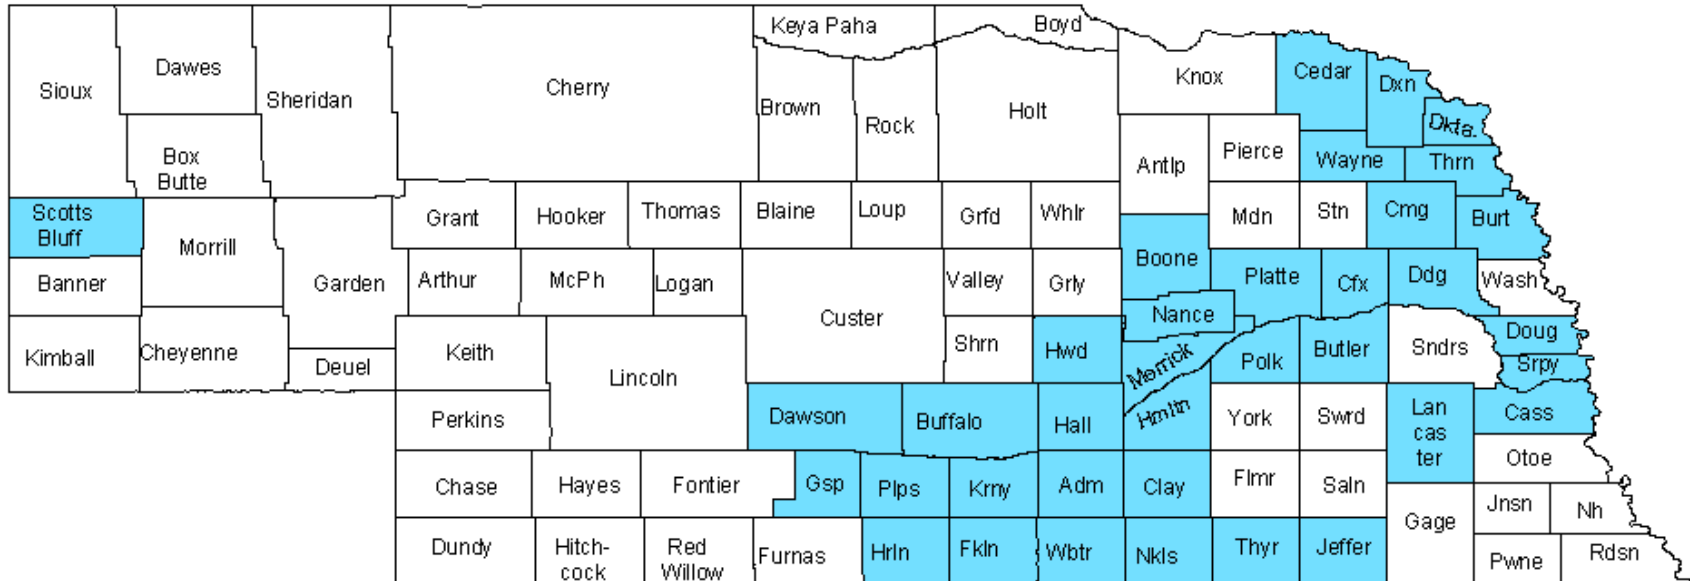 Keya Paha
Boyd
Sioux
Dawes
Sheridan
Cherry
Brown
Rock
Holt
Knox
Cedar
Dxn
Dkta.
Box
Butte
Antlp
Pierce
Wayne
Thrn
Scotts
Bluff
Morrill
Grant
Hooker
Thomas
Blaine
Loup
Grfd
Whlr
Mdn
Stn
Cmg
Burt
Banner
Garden
Arthur
McPh
Logan
Custer
Valley
Grly
Boone
Platte
Cfx
Ddg
Wash
Nance
Kimball
Cheyenne
Deuel
Keith
Lincoln
Shrn
Hwd
Merrick
Polk
Butler
Sndrs
Doug
Srpy
Perkins
Dawson
Buffalo
Hall
Hmltn
York
Swrd
Lan
cas
ter
Cass
Otoe
Chase
Hayes
Fontier
Gsp
Plps
Krny
Adm
Clay
Flmr
Saln
Gage
Jnsn
Nh
Dundy
Hitch-
cock
Red
Willow
Furnas
Hrln
Fkln
Wbtr
Nkls
Thyr
Jeffer
Pwne
Rdsn